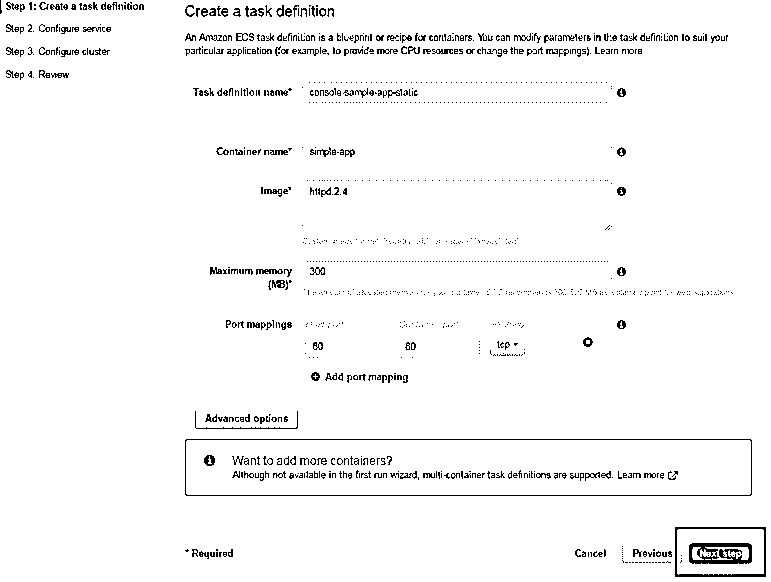 Step 1: Create a task definition
Step 2. Configure service
Step 3. Configure cluster
Step 4. Review
Create a task definition
An Amazon ECS task definition is a blueprint or recipe for containers. You can modify parameters in the task definition to suit your
particular application (for example, to provide more CPU resources or change the port mappings). Learn more
Task definition name* console-sample-app-static
Container name* simple-app
Image* httpd:2.4
Maximum memory (MB)* 300
Port mappings
80 80 tcp
Add port mapping
Advanced options
Want to add more containers?
Although not available in the first run wizard, multi-container task definitions are supported. Learn more
* Required
Cancel Previous Next step